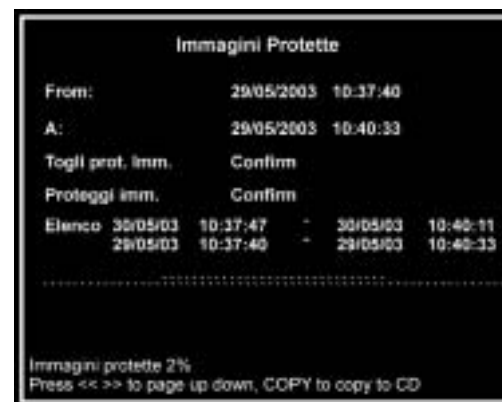 Immagini Protette
From: 29/05/2003 10:37:40
A: 29/05/2003 10:40:33
Togli prot. Imm. Confirm
Proteggi imm. Confirm
Elenco 30/05/03 10:37:47 - 30/05/03 10:40:11
29/05/03 10:37:40 - 29/05/03 10:40:33
Immagini protette 2%
Press << >> to page up down, COPY to copy to CD